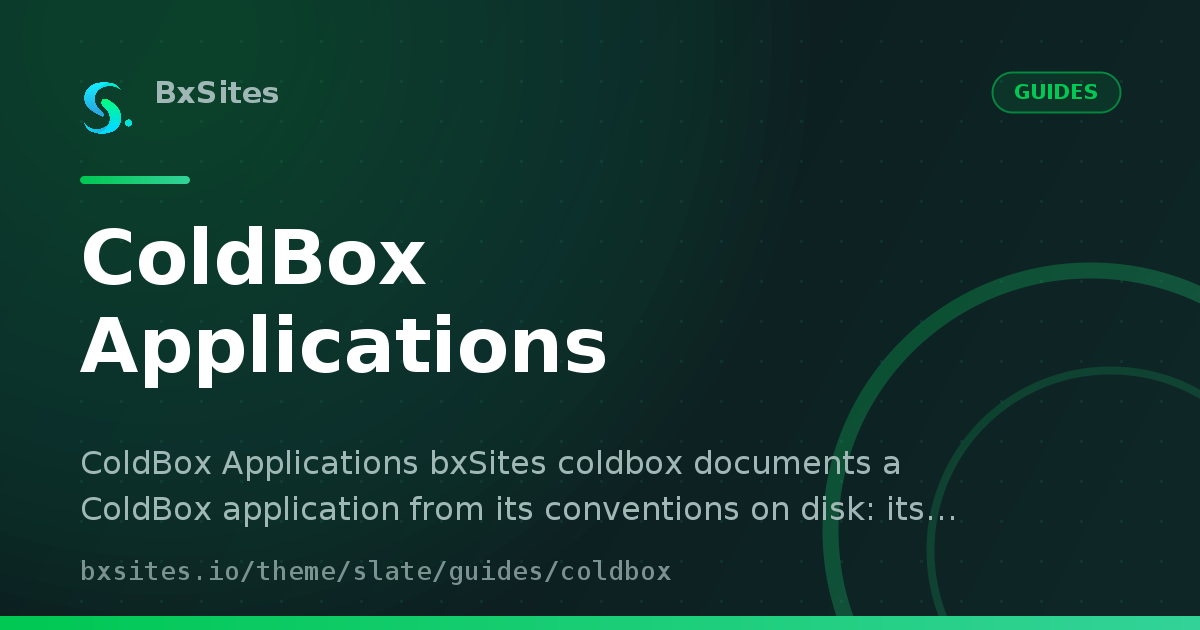 BxSites
GUIDES
ColdBox
Applications
ColdBox Applications bxSites coldbox documents a
ColdBox application from its conventions on disk: its...
bxsites.io/theme/slate/guides/coldbox